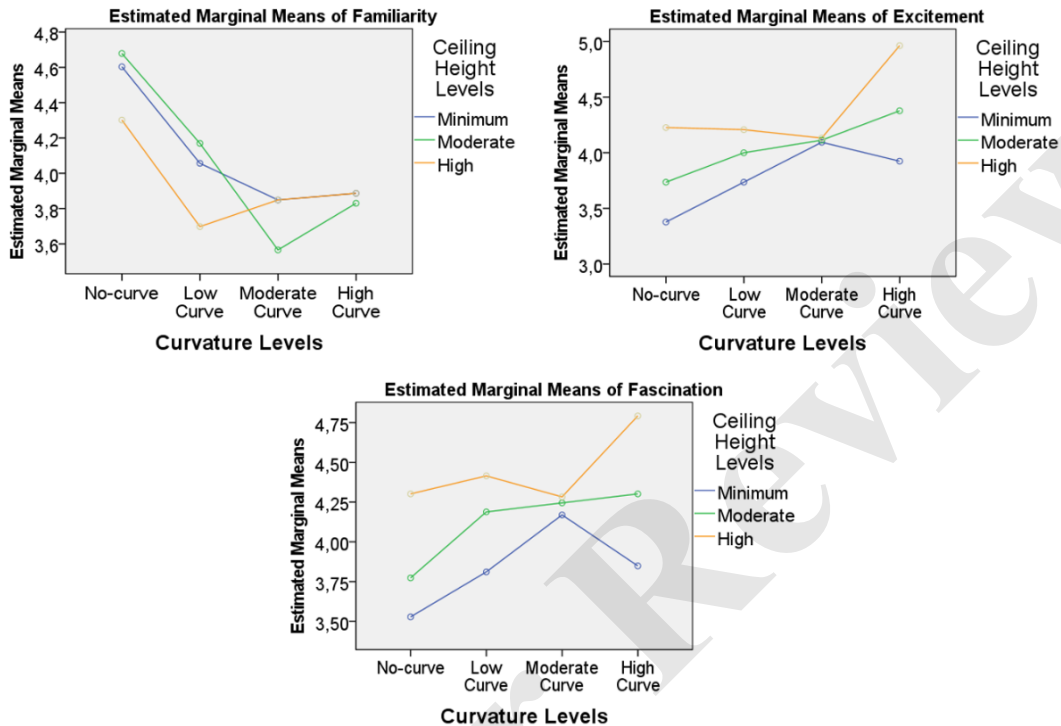 Estimated Marginal Means of Familiarity
Estimated Marginal Means
4,8
4,6
4,4
4,2
4,0
3,8
3,6
No-curve
Low Curve
Moderate Curve
High Curve
Curvature Levels
Ceiling
Height
Levels
Minimum
Moderate
High
Estimated Marginal Means of Excitement
Estimated Marginal Means
5,0
4,5
4,0
3,5
3,0
No-curve
Low Curve
Moderate Curve
High Curve
Curvature Levels
Ceiling
Height
Levels
Minimum
Moderate
High
Estimated Marginal Means of Fascination
Estimated Marginal Means
4,75
4,50
4,25
4,00
3,75
3,50
No-curve
Low Curve
Moderate Curve
High Curve
Curvature Levels
Ceiling
Height
Levels
Minimum
Moderate
High
Review